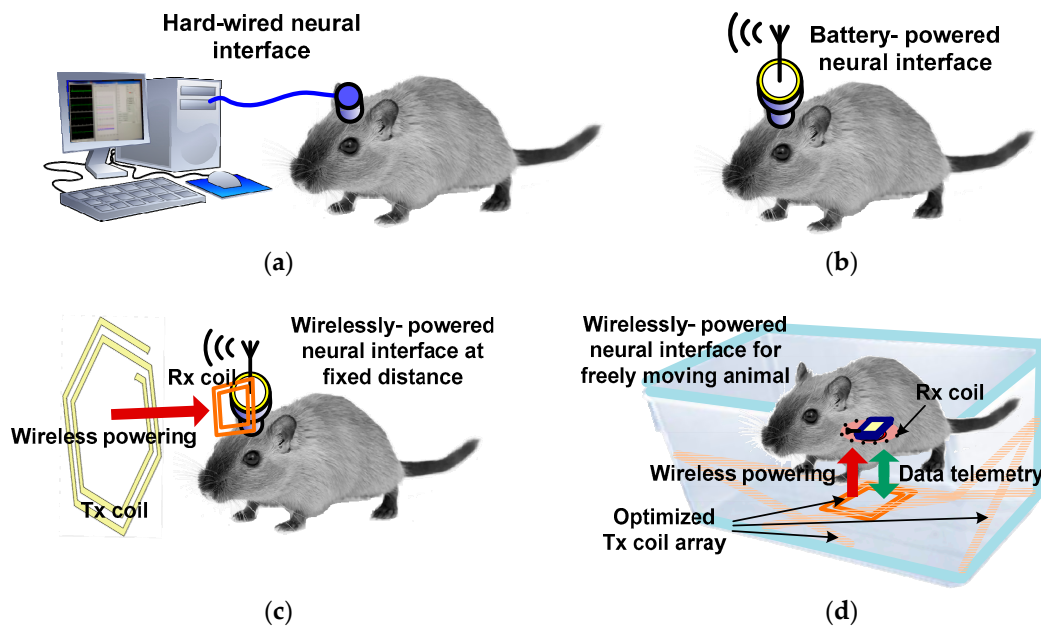 Hard-wired neural
interface
(a)
Battery- powered
neural interface
(b)
Wirelessly- powered
neural interface at
fixed distance
Rx coil
Wireless powering
Tx coil
(c)
Wirelessly- powered
neural interface for
freely moving animal
Rx coil
Wireless powering
Data telemetry
Optimized
Tx coil array
(d)